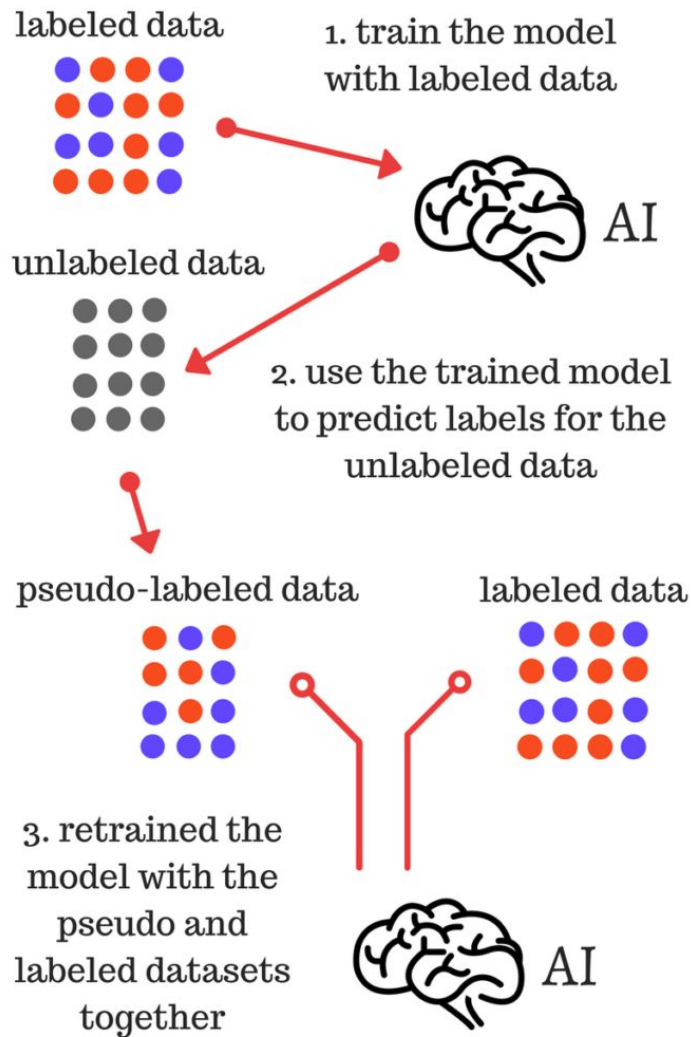 labeled data
1. train the model
with labeled data
AI
unlabeled data
2. use the trained model
to predict labels for the
unlabeled data
pseudo-labeled data
labeled data
3. retrained the
model with the
pseudo and
labeled datasets
together
AI